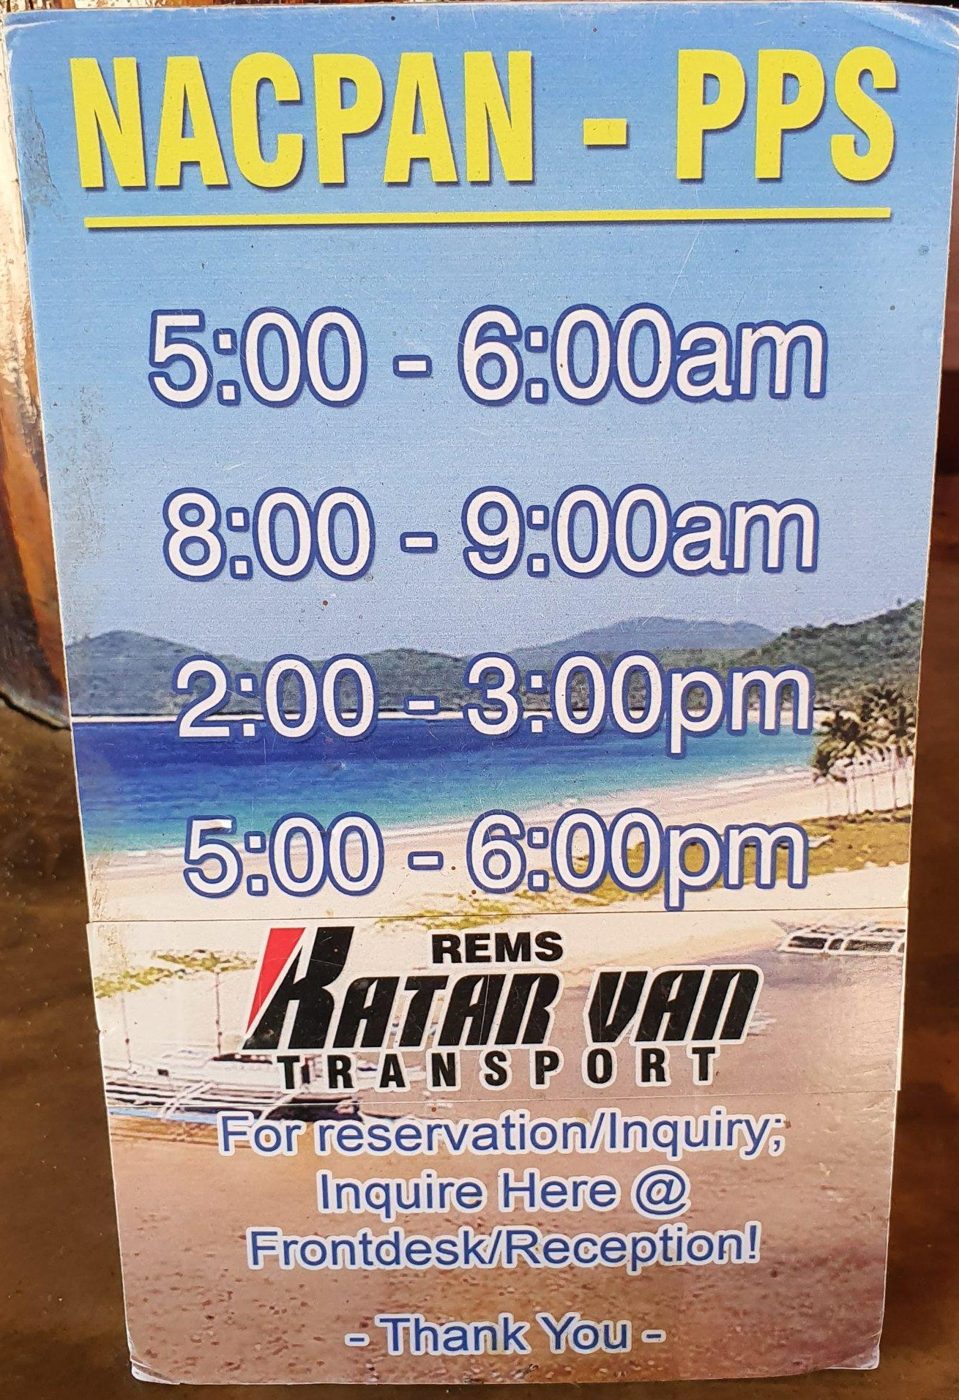 NACPAN - PPS
5:00 - 6:00am
8:00 - 9:00am
2:00 - 3:00pm
5:00 - 6:00pm
REMS
KATAR VAN
TRANSPORT
For reservation/Inquiry;
Inquire Here @
Frontdesk/Reception!
- Thank You -